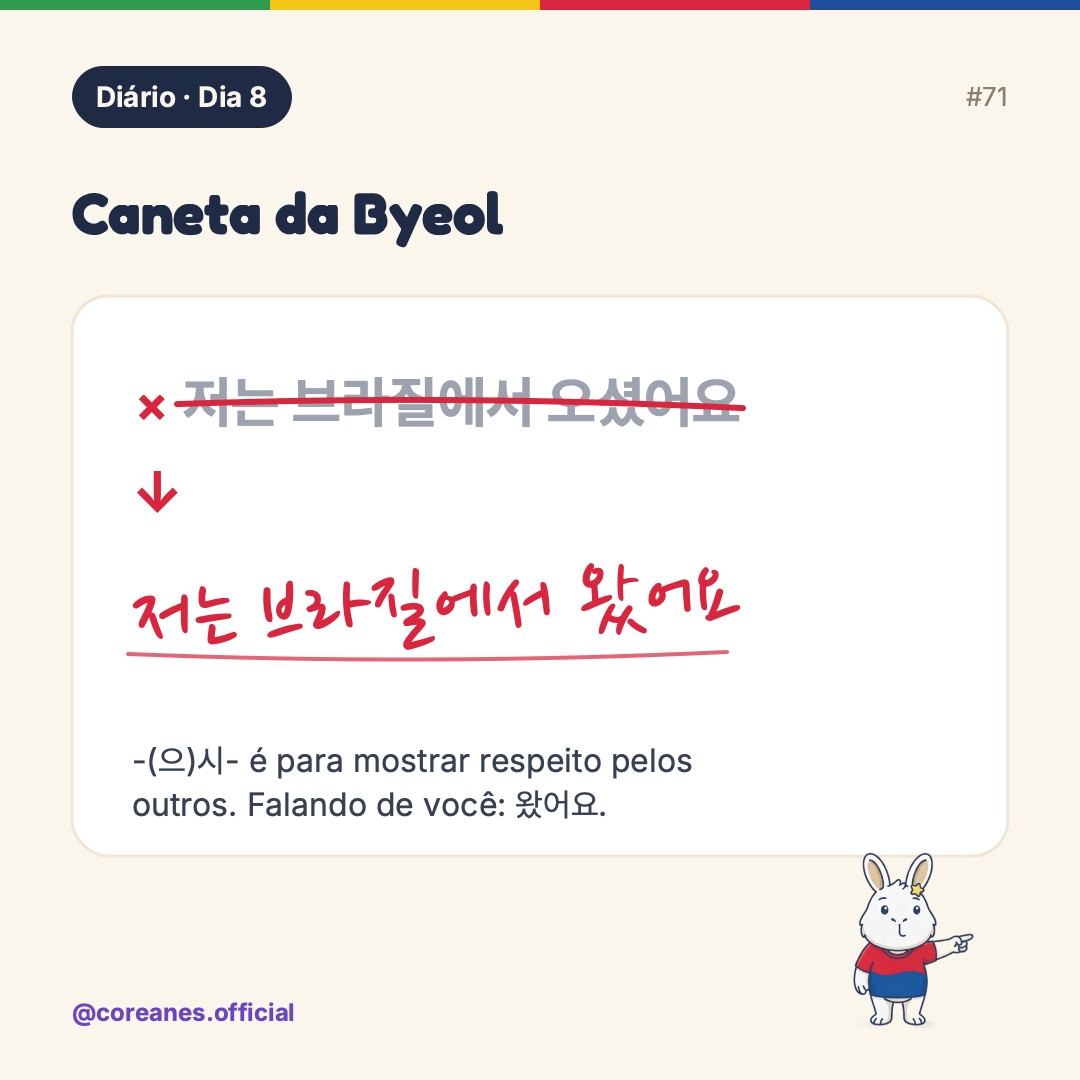 Diário · Dia 8
#71
Caneta da Byeol
× 저는 브라질에서 오셨어요
↓
저는 브라질에서 왔어요
-(으)시- é para mostrar respeito pelos
outros. Falando de você: 왔어요.
@coreanes.official